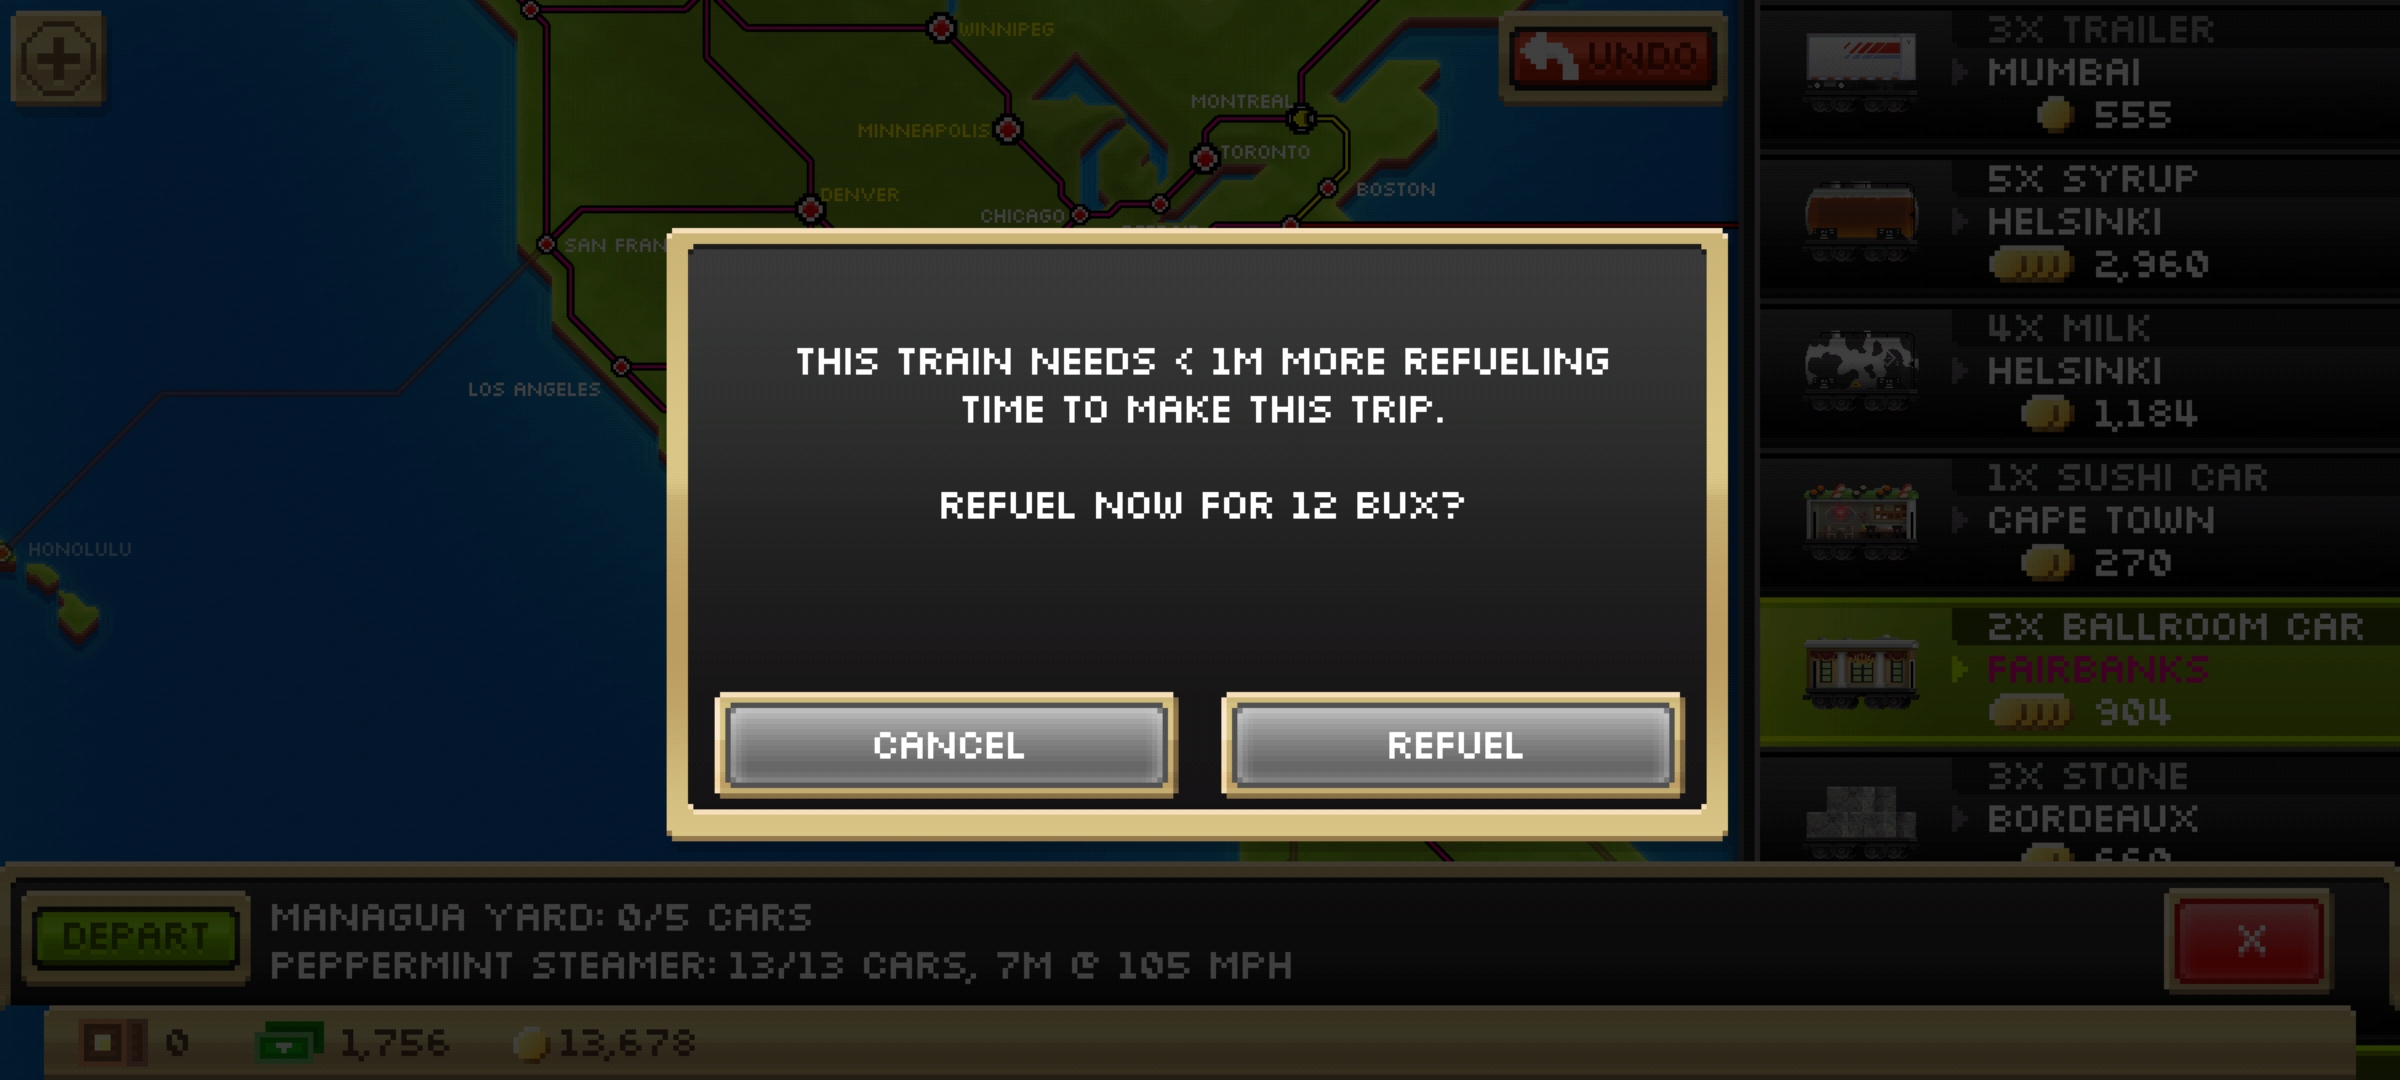 WINNIPEG
UNDO
MONTREAL
MINNEAPOLIS
TORONTO
DENVER
BOSTON
CHICAGO
SAN FRAN
LOS ANGELES
HONOLULU
THIS TRAIN NEEDS < 1M MORE REFUELING
TIME TO MAKE THIS TRIP.
REFUEL NOW FOR 12 BUX?
CANCEL
REFUEL
3X TRAILER
MUMBAI
555
5X SYRUP
HELSINKI
2,960
4X MILK
HELSINKI
1,184
1X SUSHI CAR
CAPE TOWN
270
2X BALLROOM CAR
FAIRBANKS
904
3X STONE
BORDEAUX
660
DEPART
MANAGUA YARD: 0/5 CARS
PEPPERMINT STEAMER: 13/13 CARS, 7M @ 105 MPH
X
0
1,756
13,678